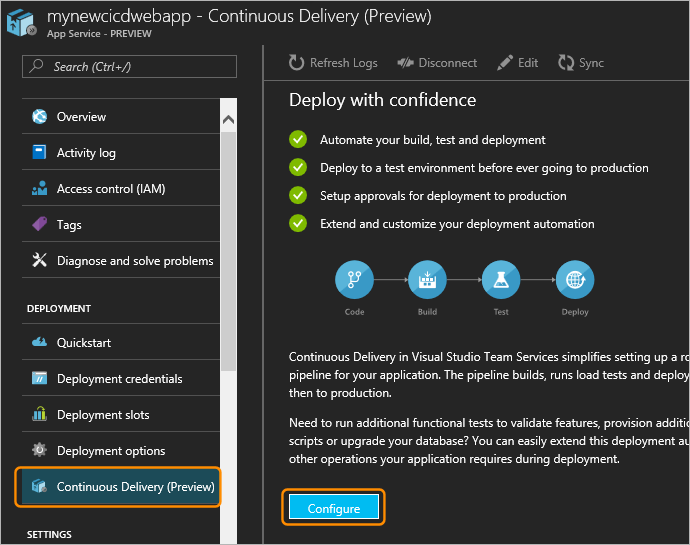 mynewcicdwebapp - Continuous Delivery (Preview)
App Service - PREVIEW
Search (Ctrl+/)
Overview
Activity log
Access control (IAM)
Tags
Diagnose and solve problems
DEPLOYMENT
Quickstart
Deployment credentials
Deployment slots
Deployment options
Continuous Delivery (Preview)
SETTINGS
Refresh Logs
Disconnect
Edit
Sync
Deploy with confidence
Automate your build, test and deployment
Deploy to a test environment before ever going to production
Setup approvals for deployment to production
Extend and customize your deployment automation
Code
Build
Test
Deploy
Continuous Delivery in Visual Studio Team Services simplifies setting up a ro
pipeline for your application. The pipeline builds, runs load tests and deploy
then to production.
Need to run additional functional tests to validate features, provision additio
scripts or upgrade your database? You can easily extend this deployment au
other operations your application requires during deployment.
Configure